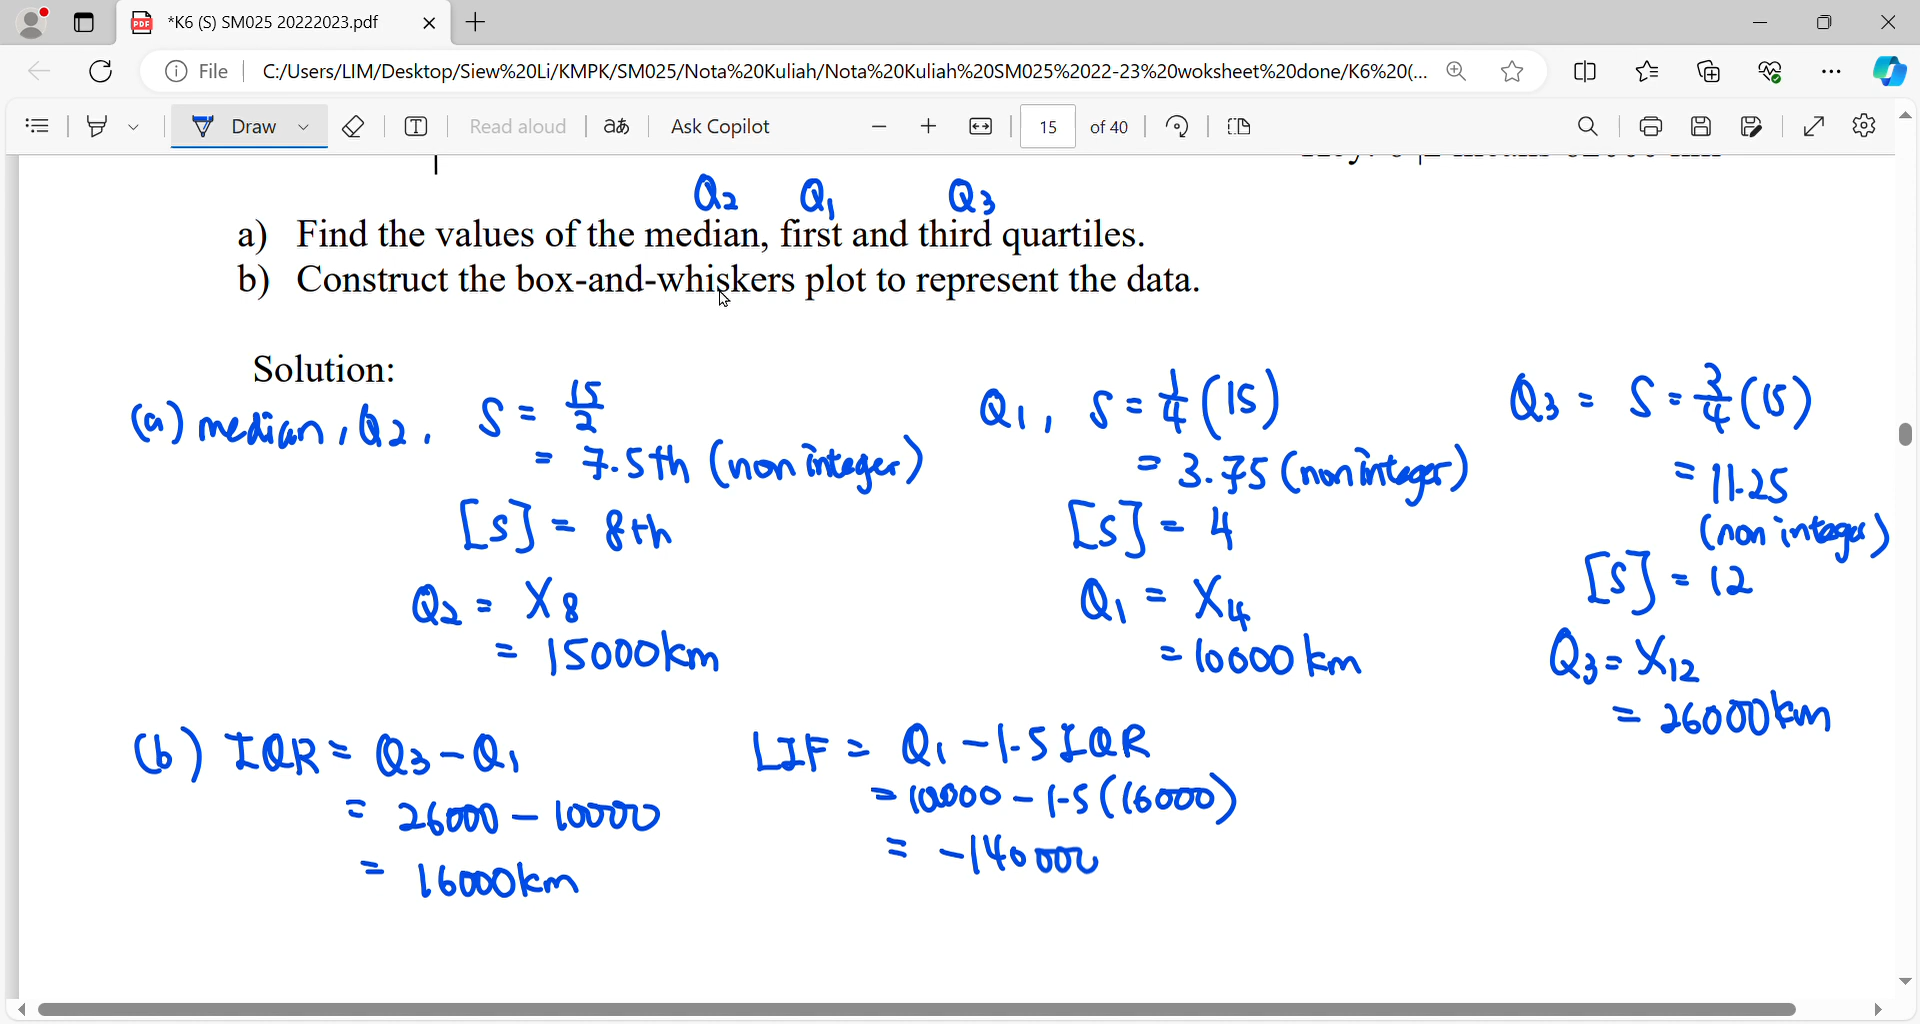 *K6 (S) SM025 20222023.pdf
File
C:/Users/LIM/Desktop/Siew%20Li/KMPK/SM025/Nota%20Kuliah/Nota%20Kuliah%20SM025%2022-23%20woksheet%20done/K6%20(...
Draw
Read aloud
aあ
Ask Copilot
15
of 40
Q2 Q1 Q3
a) Find the values of the median, first and third quartiles.
b) Construct the box-and-whiskers plot to represent the data.
Solution:
(a) median, Q2,
S = 15/2
= 7.5th (non integer)
[S] = 8th
Q2 = X8
= 15000km
Q1, S = 1/4 (15)
= 3.75 (non integer)
[S] = 4
Q1 = X4
= 10000 km
Q3 = S = 3/4 (15)
= 11.25
(non integer)
[S] = 12
Q3 = X12
= 26000km
(b) IQR = Q3 - Q1
= 26000 - 10000
= 16000km
LIF = Q1 - 1.5 IQR
= 10000 - 1.5 (16000)
= -140000